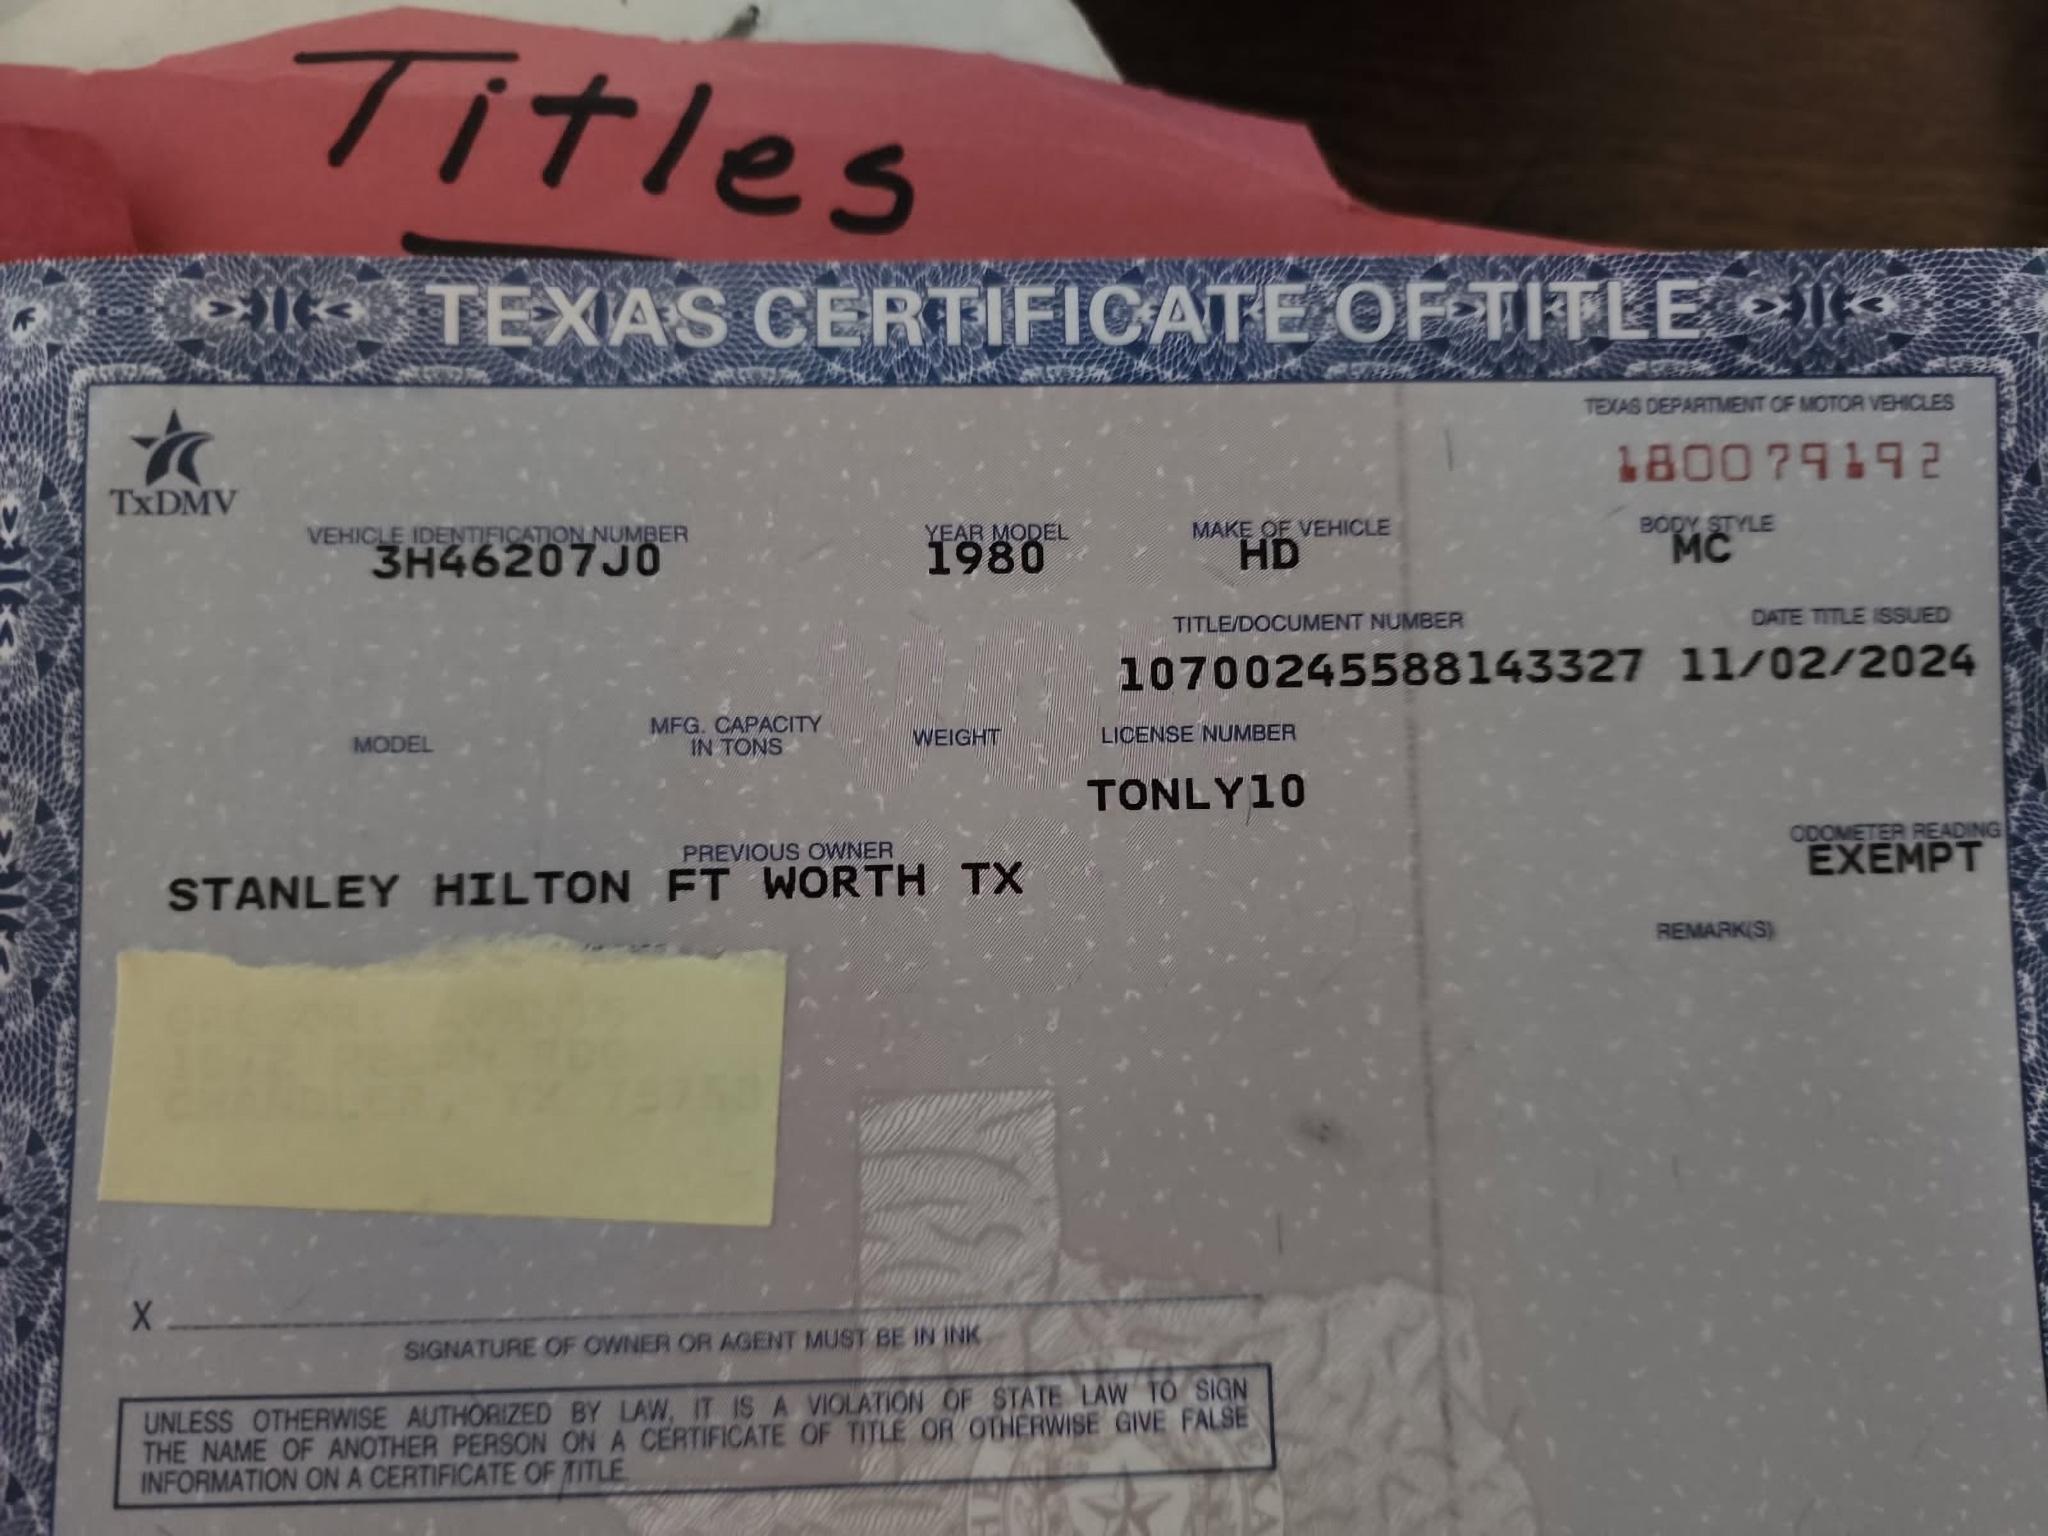 Titles
TEXAS CERTIFICATE OF TITLE
TxDMV
TEXAS DEPARTMENT OF MOTOR VEHICLES
18007919 2
VEHICLE IDENTIFICATION NUMBER
3H46207J0
YEAR MODEL
1980
MAKE OF VEHICLE
HD
BODY STYLE
MC
TITLE/DOCUMENT NUMBER
10700245588143327
DATE TITLE ISSUED
11/02/2024
MODEL
MFG. CAPACITY
IN TONS
WEIGHT
LICENSE NUMBER
TONLY10
PREVIOUS OWNER
STANLEY HILTON FT WORTH TX
ODOMETER READING
EXEMPT
REMARK(S)
X
SIGNATURE OF OWNER OR AGENT MUST BE IN INK
UNLESS OTHERWISE AUTHORIZED BY LAW, IT IS A VIOLATION OF STATE LAW TO SIGN
THE NAME OF ANOTHER PERSON ON A CERTIFICATE OF TITLE OR OTHERWISE GIVE FALSE
INFORMATION ON A CERTIFICATE OF TITLE